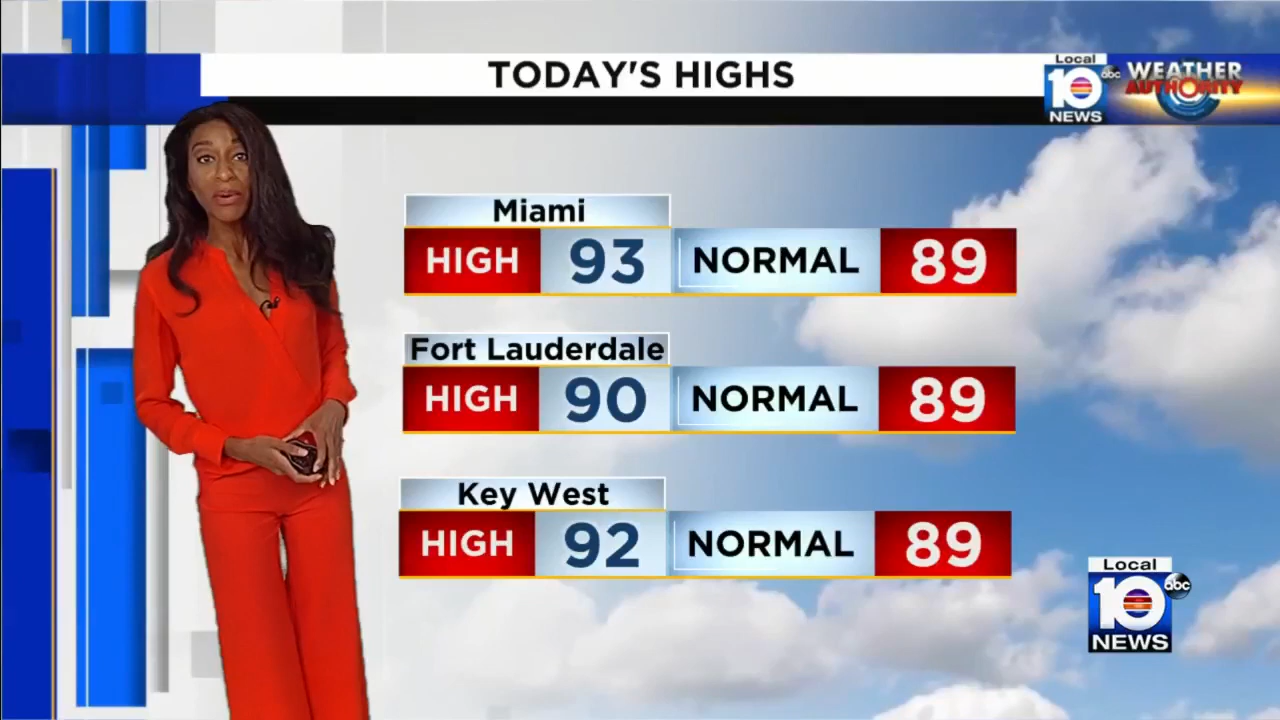 TODAY'S HIGHS
Local
10
NEWS
abc
WEATHER
AUTHORITY
Miami
HIGH 93 NORMAL 89
Fort Lauderdale
HIGH 90 NORMAL 89
Key West
HIGH 92 NORMAL 89
Local
10
abc
NEWS